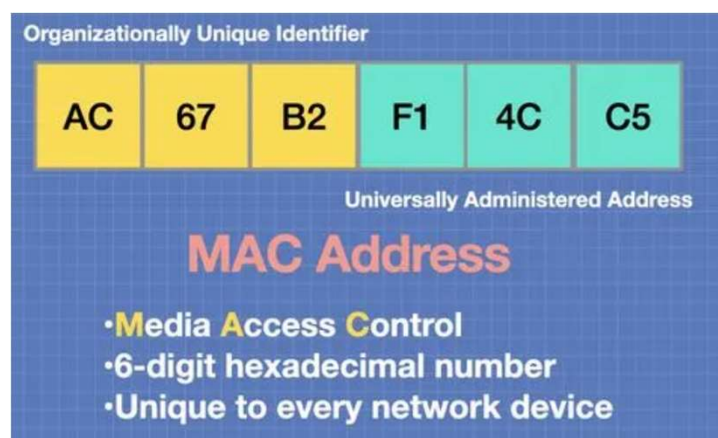 Organizationally Unique Identifier
AC 67 B2 F1 4C C5
Universally Administered Address
MAC Address
•Media Access Control
•6-digit hexadecimal number
•Unique to every network device